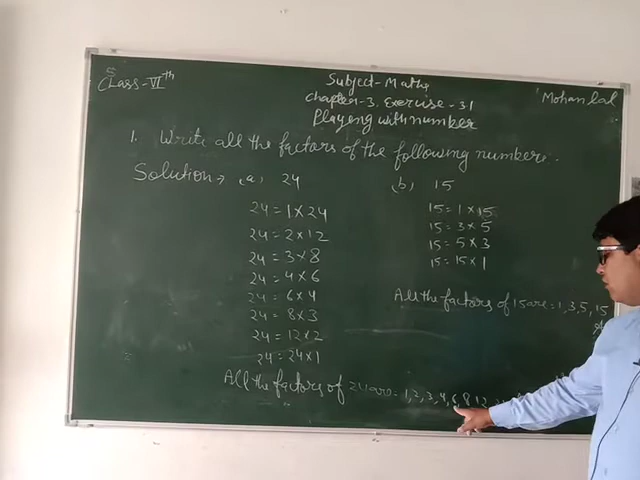 Class-VIth
Subject-Maths
Chapter-3. Exercise-3.1
Mohan lal
Playeng with number
1. Write all the factors of the following numbers.
Solution→ (a) 24
24 = 1×24
24 = 2×12
24 = 3×8
24 = 4×6
24 = 6×4
24 = 8×3
24 = 12×2
24 = 24×1
All the factors of 24 are = 1,2,3,4,6,8,12,
(b) 15
15 = 1×15
15 = 3×5
15 = 5×3
15 = 15×1
All the factors of 15 are = 1,3,5,15